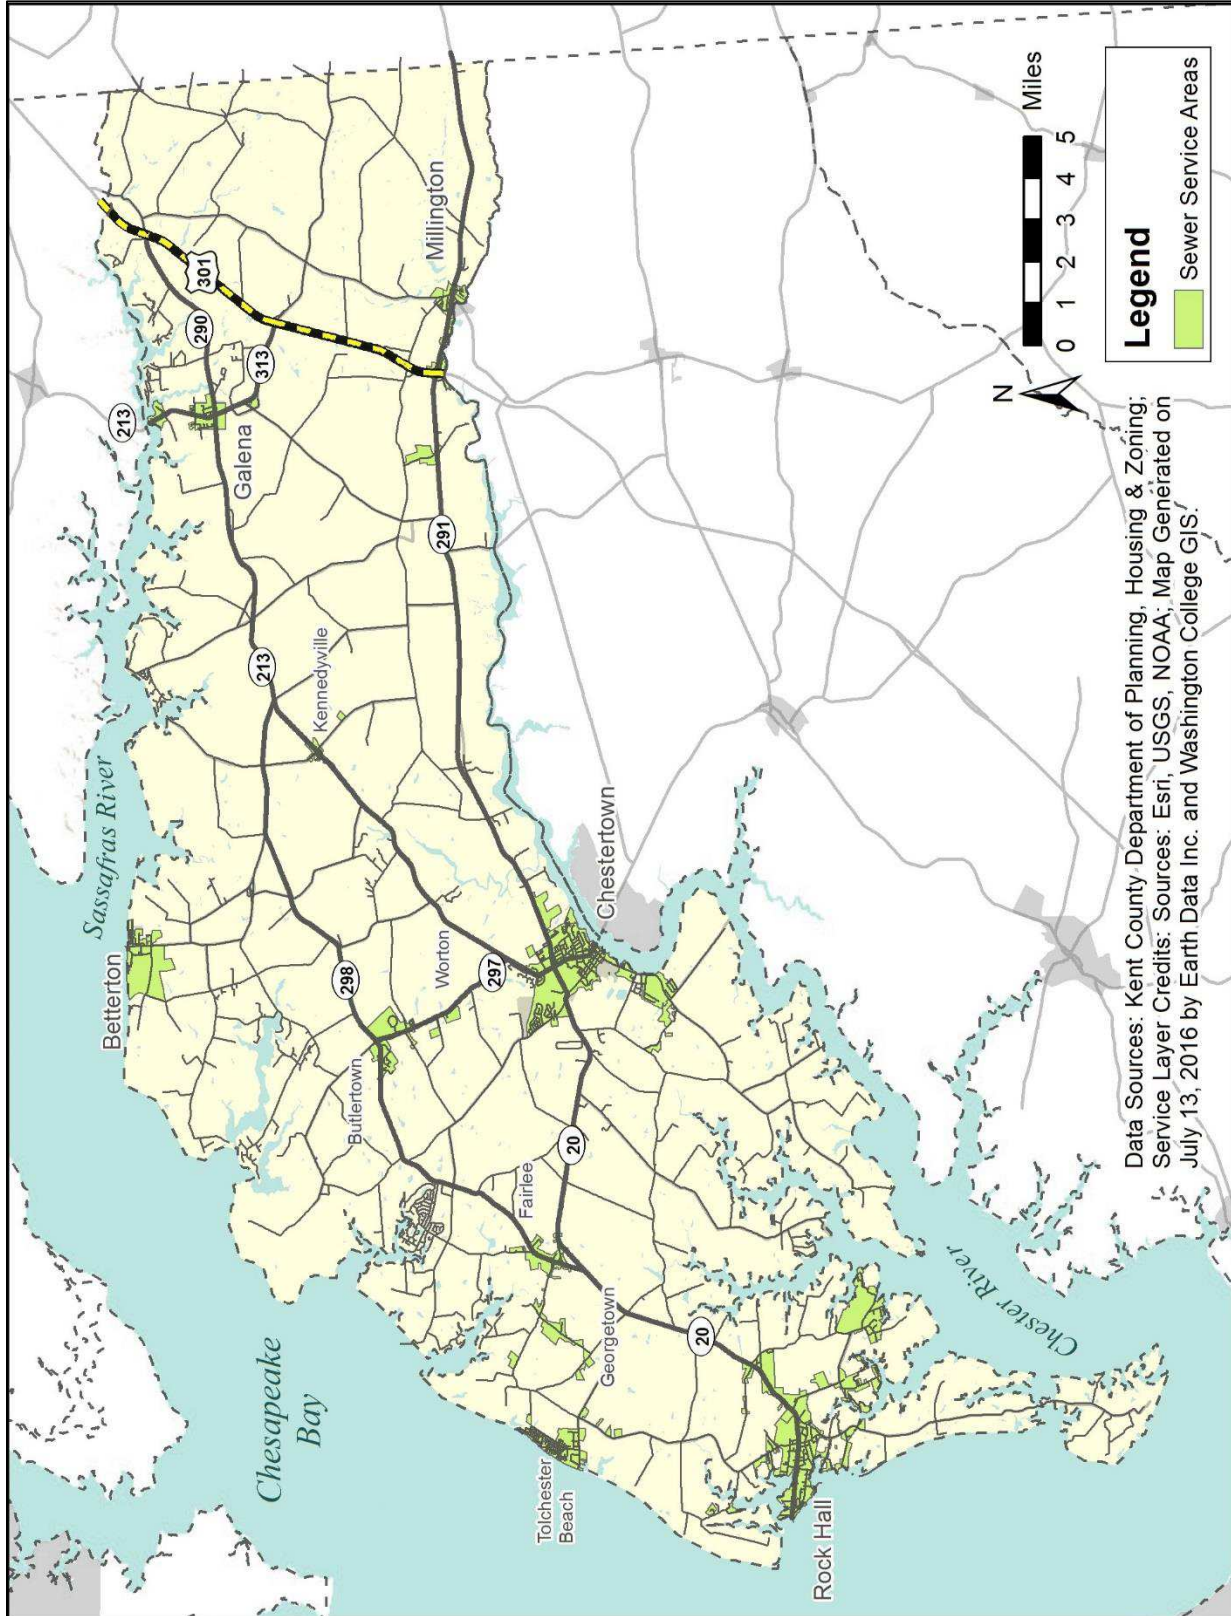 213
301
290
313
Galena
Millington
291
213
Kennedyville
Sassafras River
Betterton
298
Worton
297
Chestertown
Butlertown
Fairlee
20
Georgetown
20
Chesapeake
Bay
Tolchester
Beach
Rock Hall
Chester River
N
0 1 2 3 4 5
Miles
Legend
Sewer Service Areas
Data Sources: Kent County Department of Planning, Housing & Zoning;
Service Layer Credits: Sources: Esri, USGS, NOAA; Map Generated on
July 13, 2016 by Earth Data Inc. and Washington College GIS.